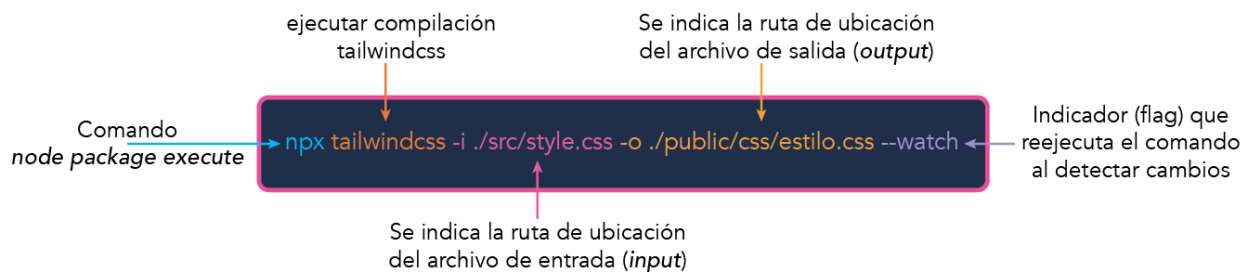 ejecutar compilación
tailwindcss
Se indica la ruta de ubicación
del archivo de salida (output)
Comando
node package execute
npx tailwindcss -i ./src/style.css -o ./public/css/estilo.css --watch
Indicador (flag) que
reejecuta el comando
al detectar cambios
Se indica la ruta de ubicación
del archivo de entrada (input)